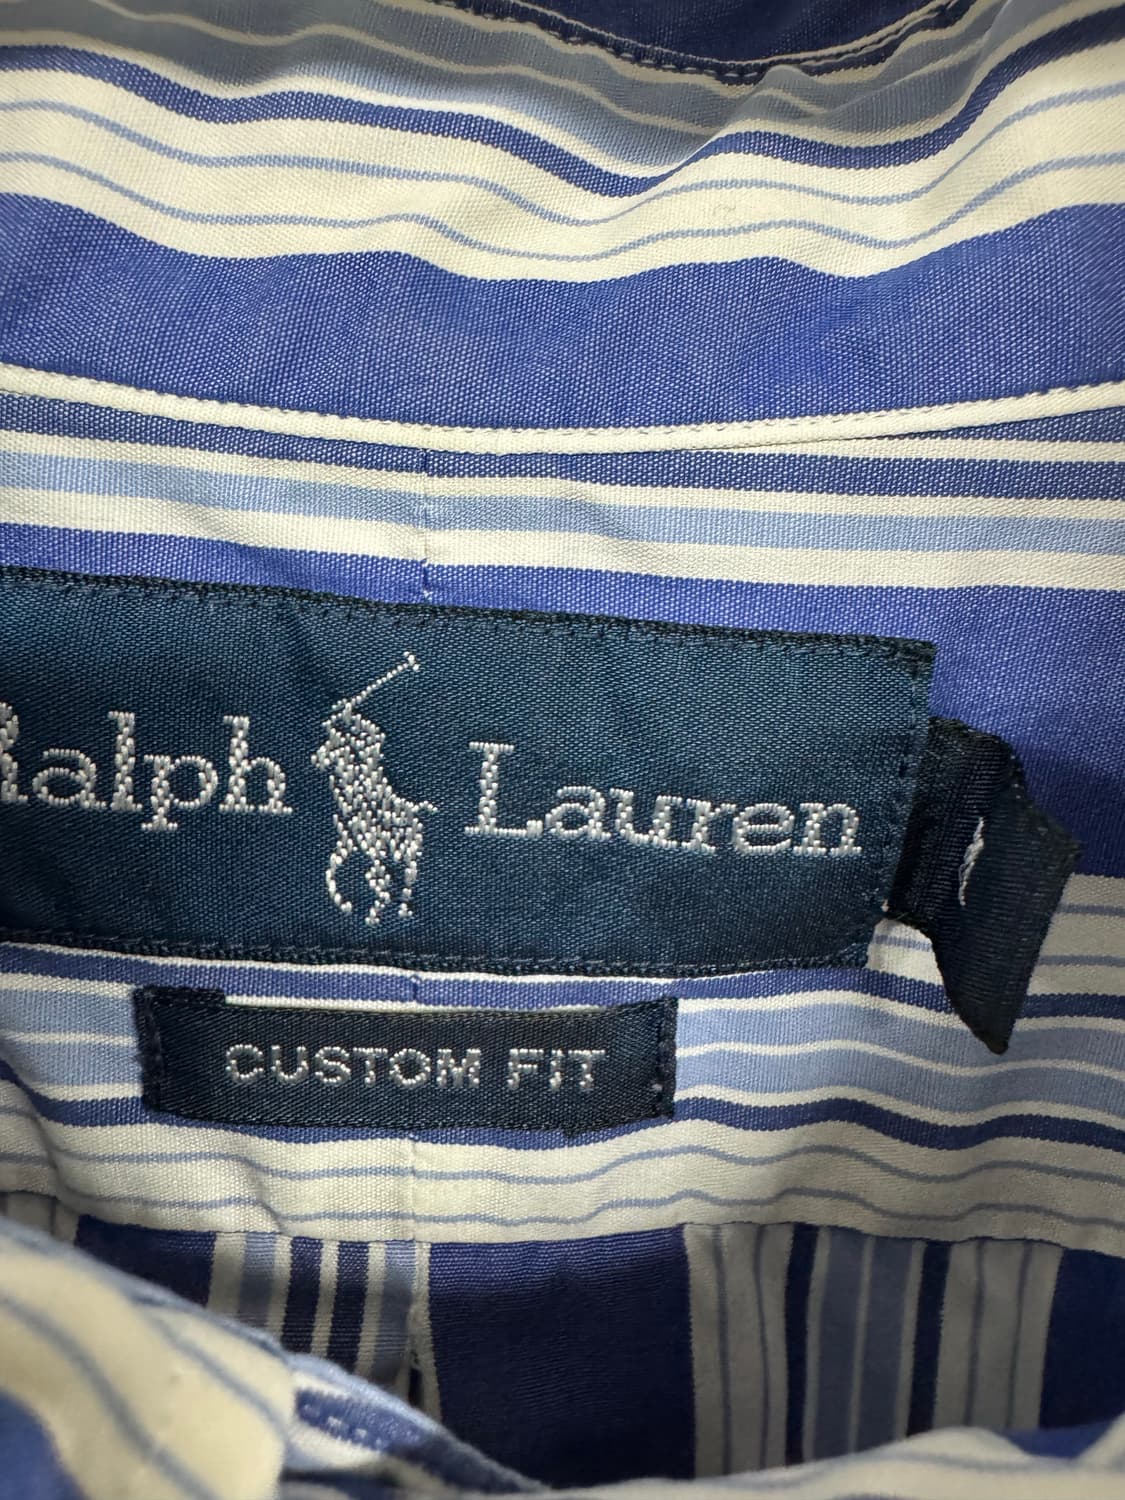 Ralph Lauren
CUSTOM FIT